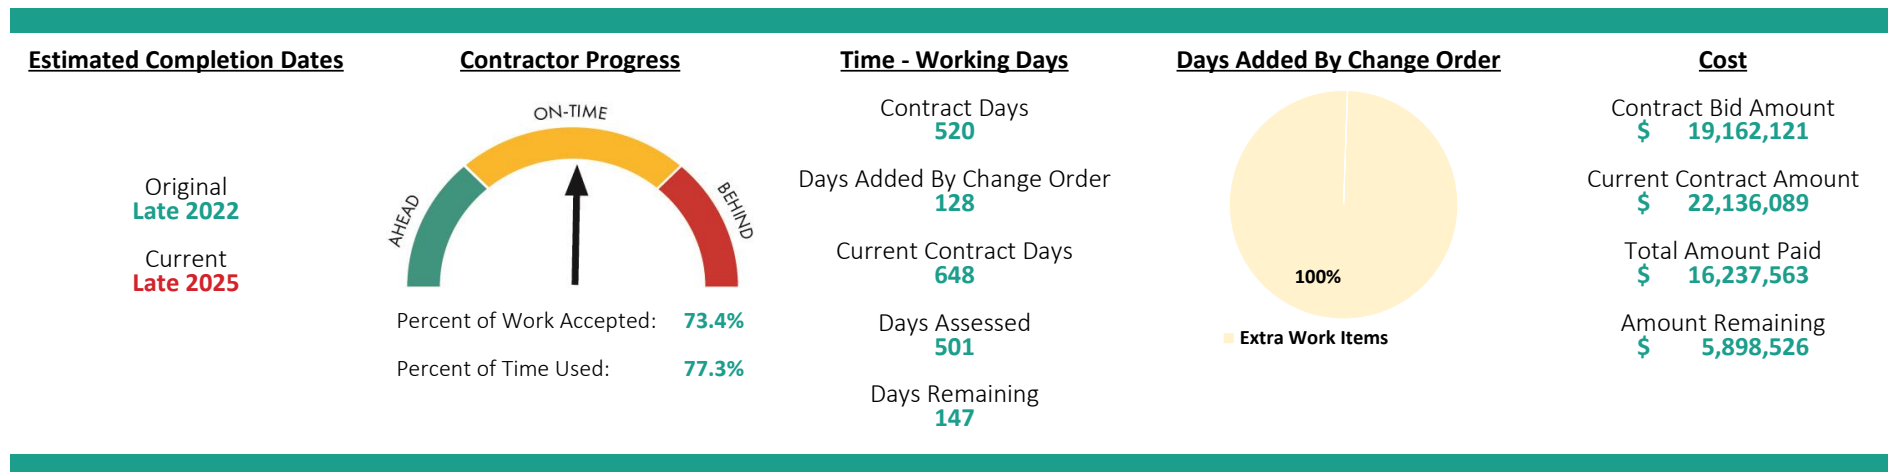 Estimated Completion Dates
Original
Late 2022
Current
Late 2025
Contractor Progress
ON-TIME
AHEAD
BEHIND
Percent of Work Accepted: 73.4%
Percent of Time Used: 77.3%
Time - Working Days
Contract Days
520
Days Added By Change Order
128
Current Contract Days
648
Days Assessed
501
Days Remaining
147
Days Added By Change Order
100%
Extra Work Items
Cost
Contract Bid Amount
$ 19,162,121
Current Contract Amount
$ 22,136,089
Total Amount Paid
$ 16,237,563
Amount Remaining
$ 5,898,526